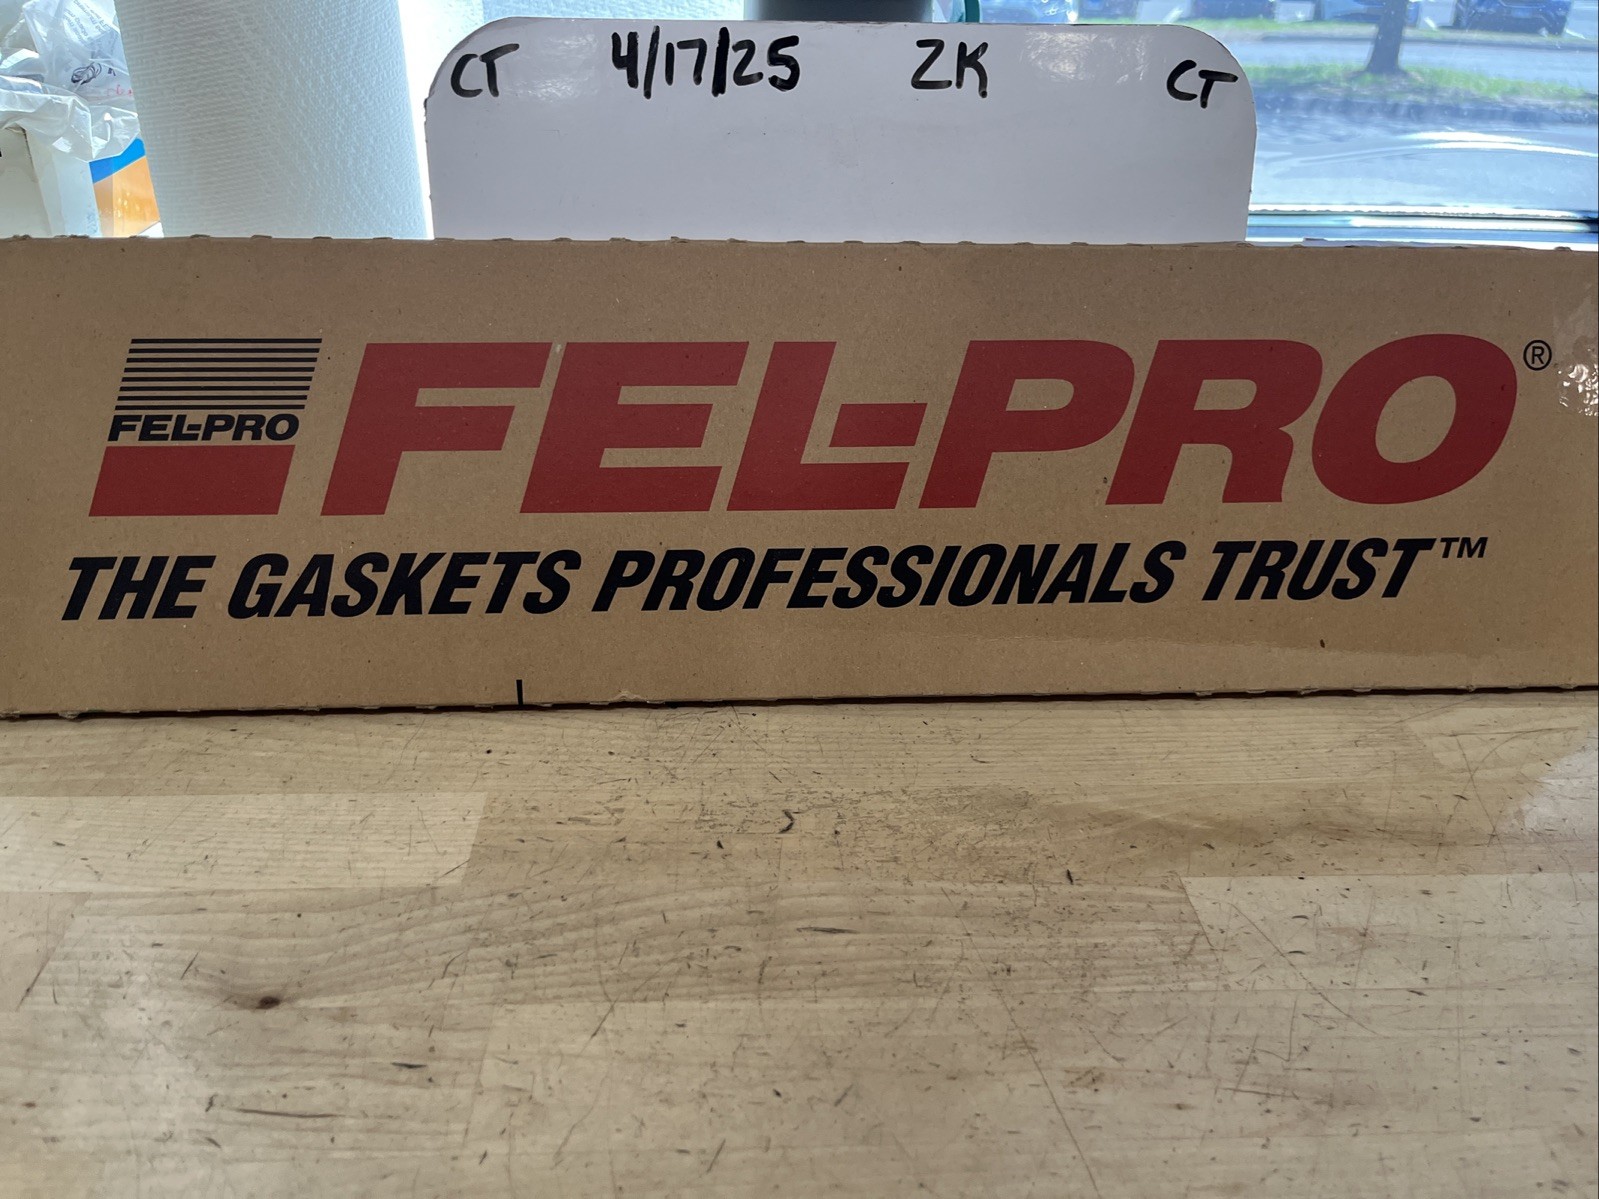 CT 4/17/25 ZK CT
FEL-PRO
FEL-PRO®
THE GASKETS PROFESSIONALS TRUST™